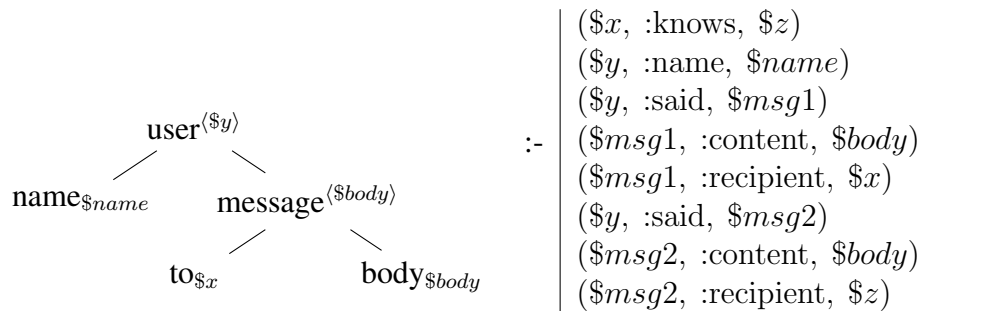 user⟨$y⟩
name$name
message⟨$body⟩
to$x
body$body
:-
($x, :knows, $z)
($y, :name, $name)
($y, :said, $msg1)
($msg1, :content, $body)
($msg1, :recipient, $x)
($y, :said, $msg2)
($msg2, :content, $body)
($msg2, :recipient, $z)